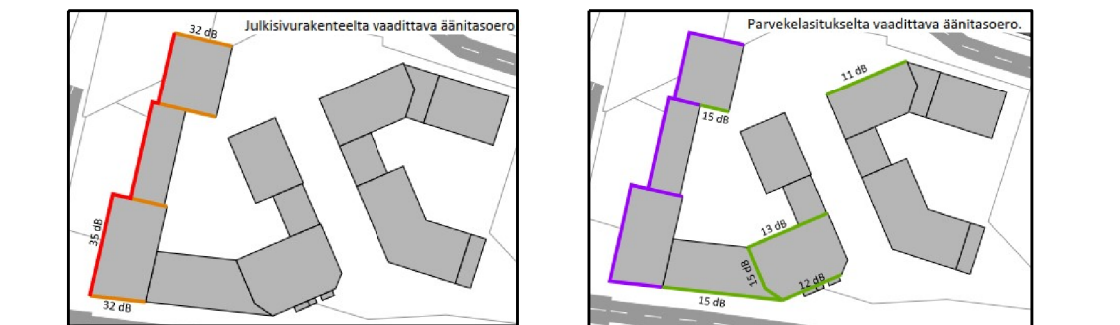 Julkisivurakenteelta vaadittava äänitasoero
32 dB
35 dB
32 dB
Parvekelasitukselta vaadittava äänitasoero.
11 dB
15 dB
13 dB
15 dB
12 dB
15 dB